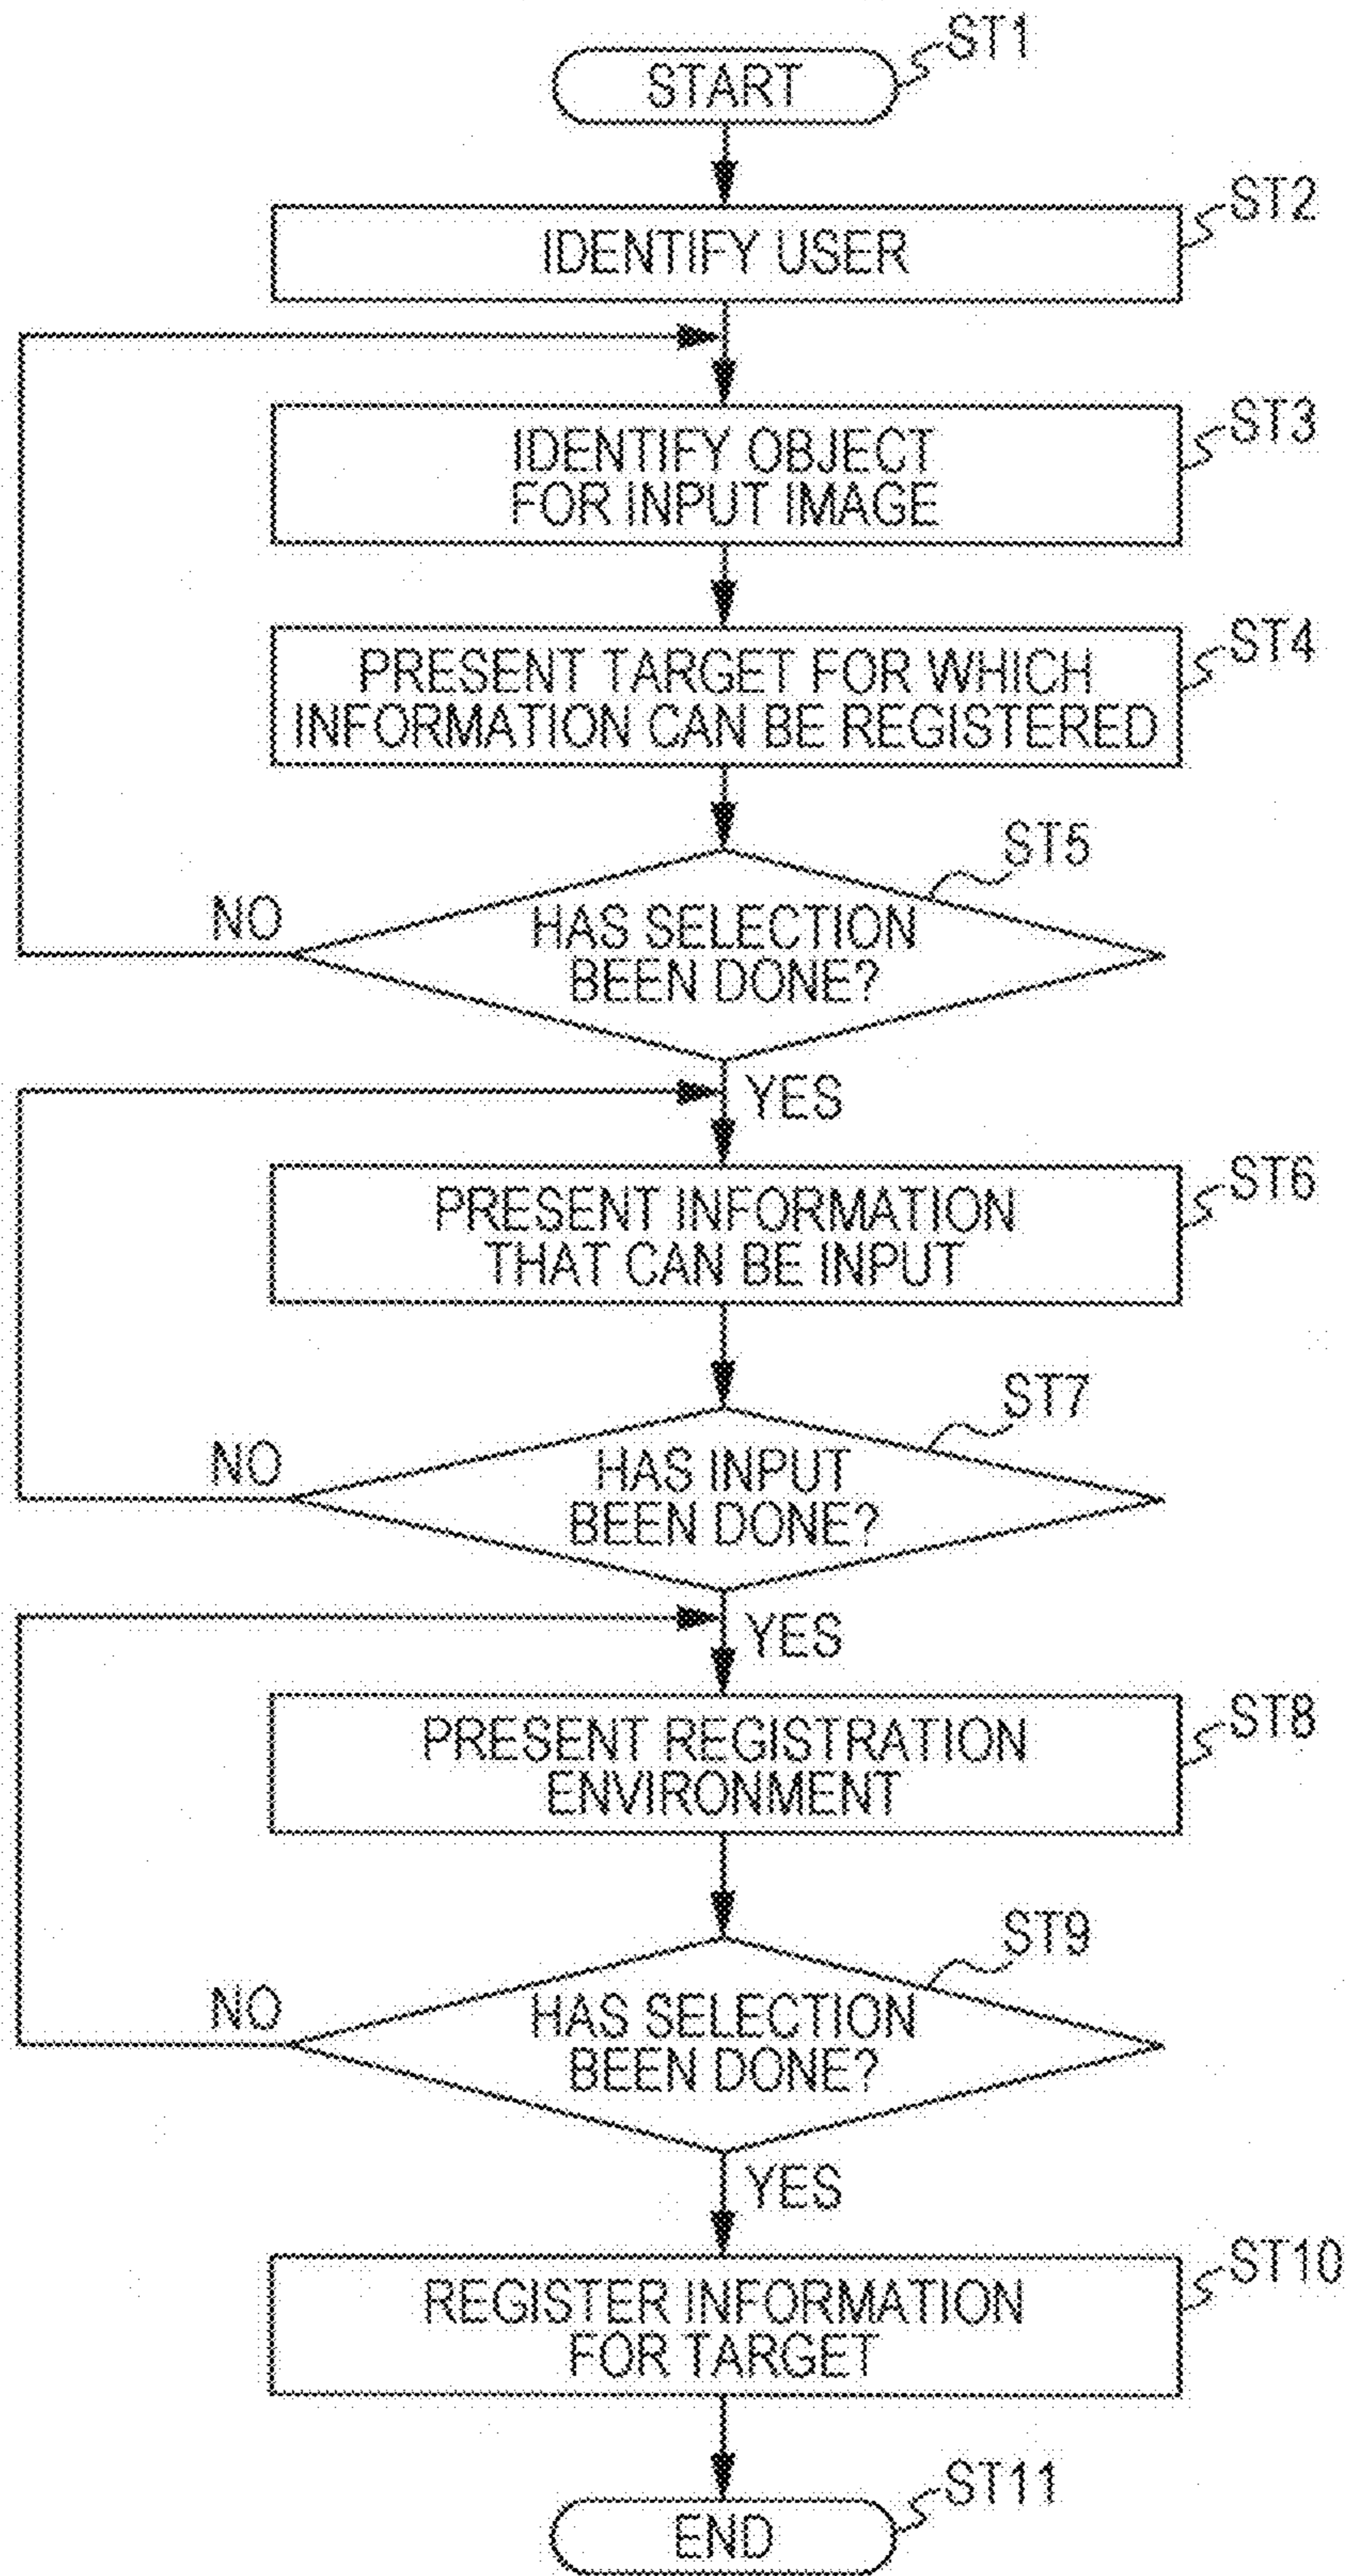 START
ST1
IDENTIFY USER
ST2
IDENTIFY OBJECT
FOR INPUT IMAGE
ST3
PRESENT TARGET FOR WHICH
INFORMATION CAN BE REGISTERED
ST4
HAS SELECTION
BEEN DONE?
ST5
NO
YES
PRESENT INFORMATION
THAT CAN BE INPUT
ST6
HAS INPUT
BEEN DONE?
ST7
NO
YES
PRESENT REGISTRATION
ENVIRONMENT
ST8
HAS SELECTION
BEEN DONE?
ST9
NO
YES
REGISTER INFORMATION
FOR TARGET
ST10
END
ST11